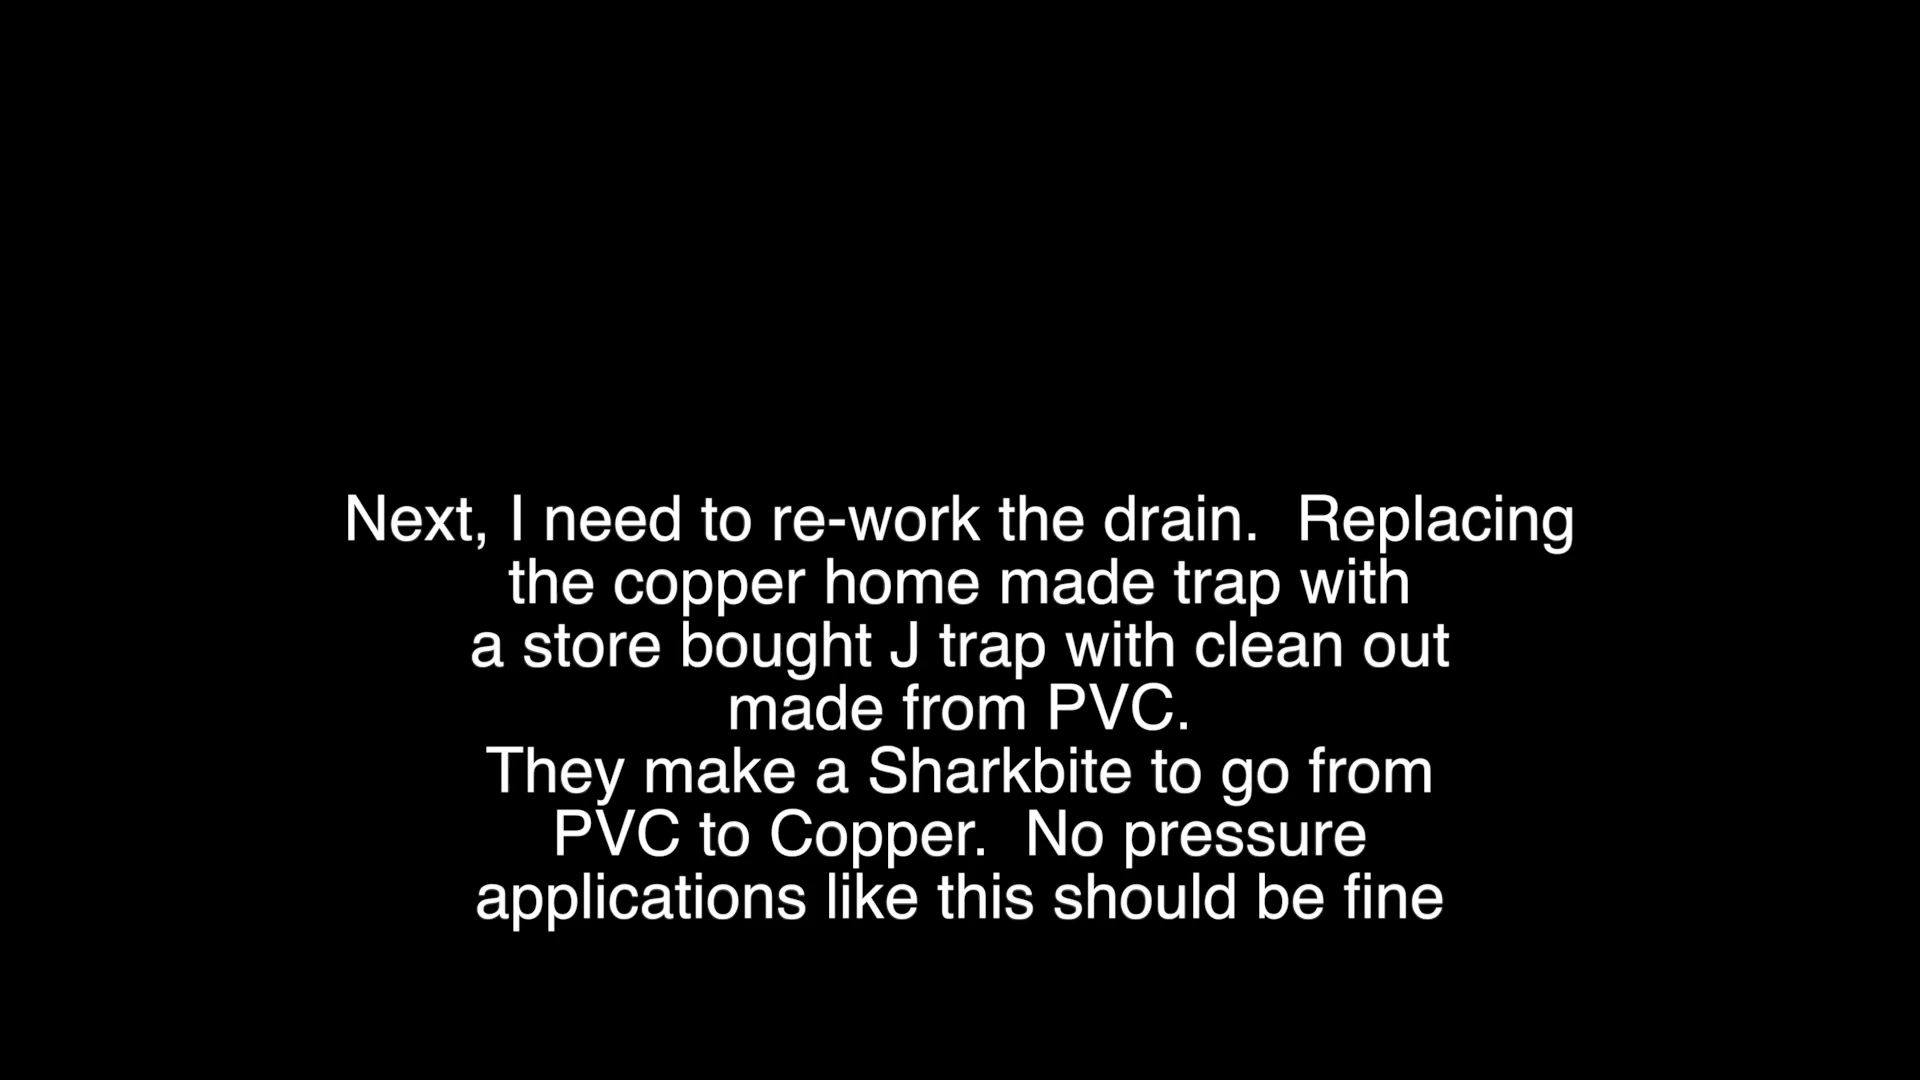 Next, I need to re-work the drain.  Replacing
the copper home made trap with
a store bought J trap with clean out
made from PVC.
They make a Sharkbite to go from
PVC to Copper.  No pressure
applications like this should be fine